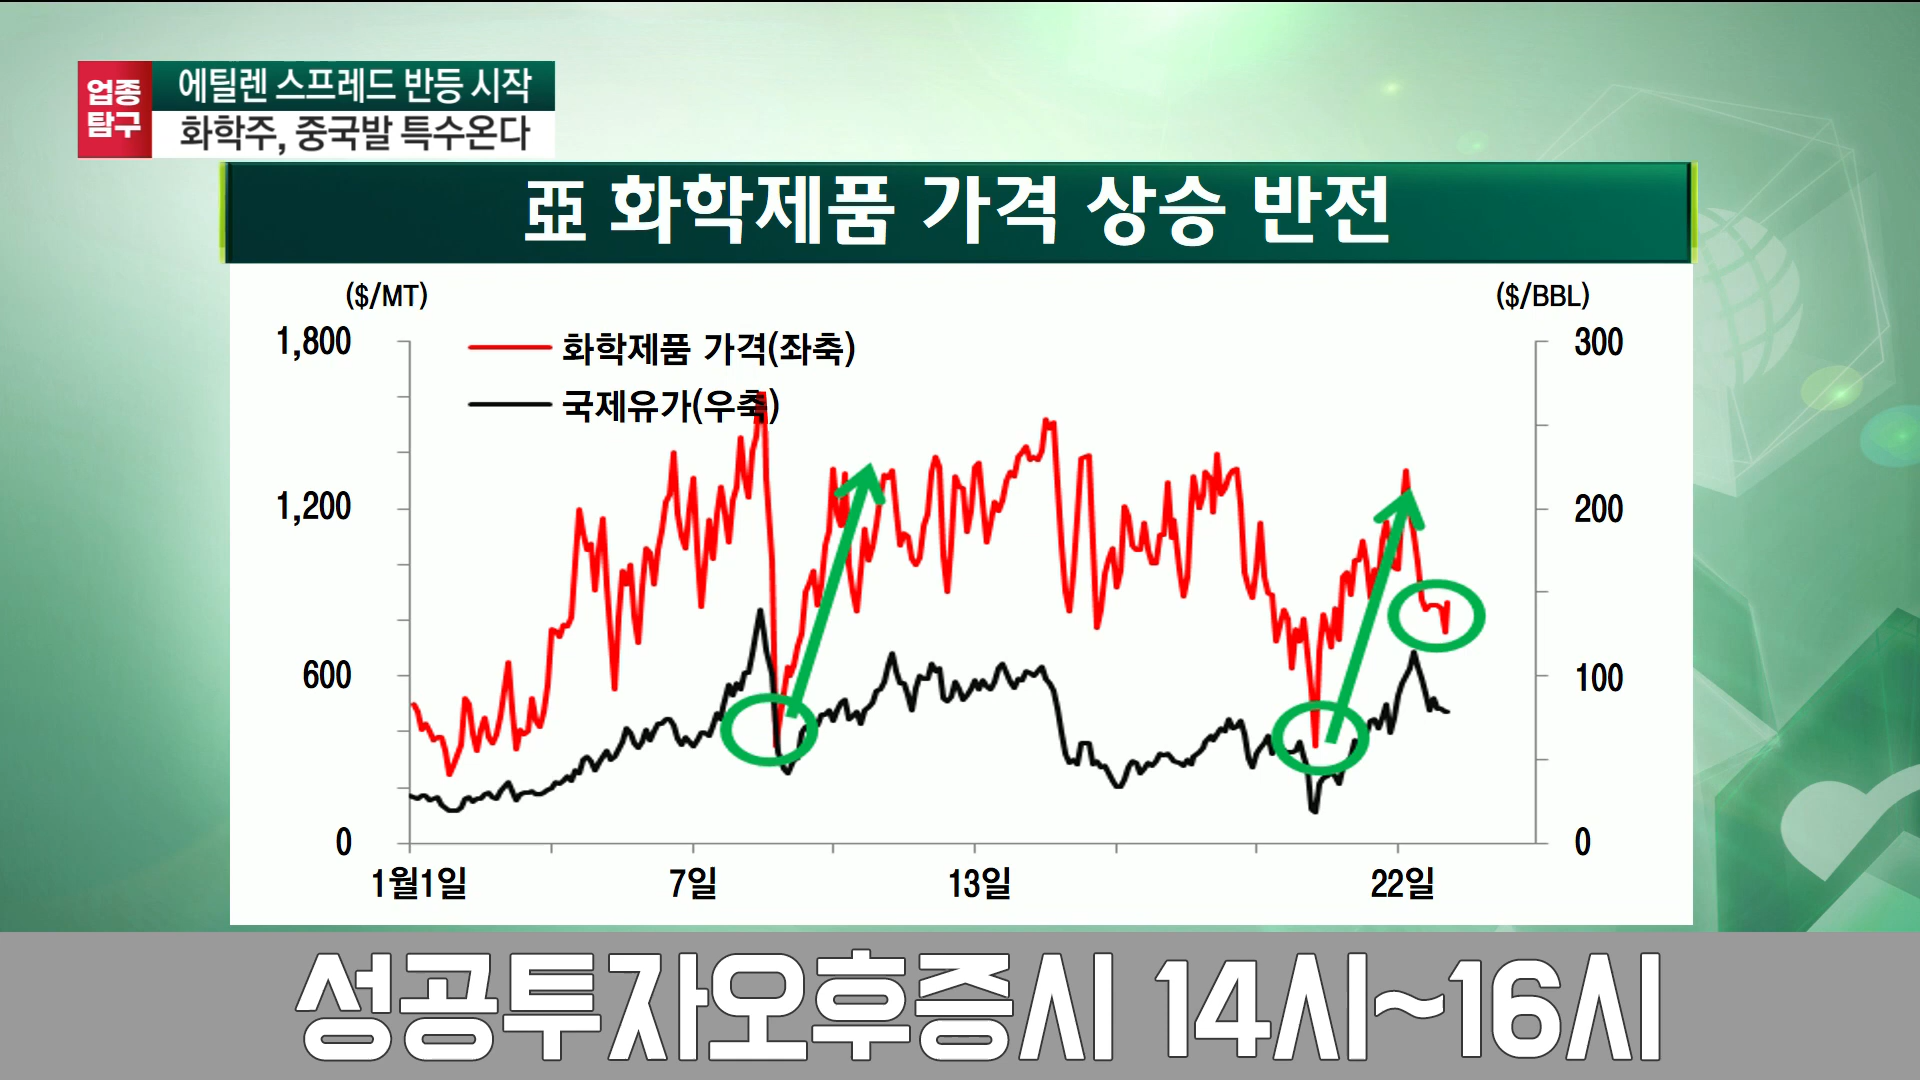 업종
탐구
에틸렌 스프레드 반등 시작
화학주, 중국발 특수온다
亞 화학제품 가격 상승 반전
($/MT)
($/BBL)
1,800
1,200
600
0
화학제품 가격(좌축)
국제유가(우축)
300
200
100
0
1월1일
7일
13일
22일
성공투자오후증시 14시~16시